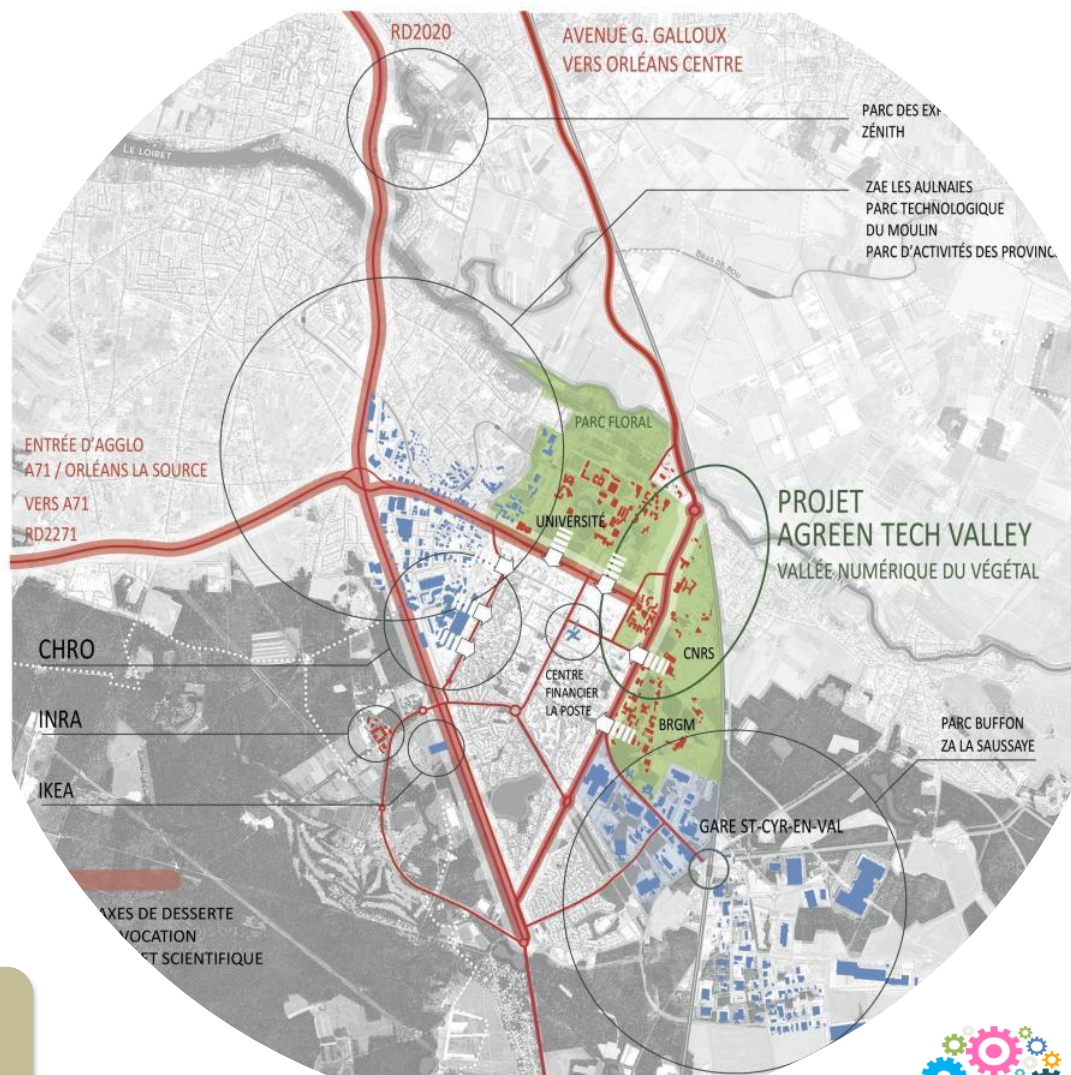 RD2020
AVENUE G. GALLOUX
VERS ORLÉANS CENTRE
PARC DES
ZÉNITH
LE LOIRET
ZAE LES AULNAIES
PARC TECHNOLOGIQUE
DU MOULIN
PARC D'ACTIVITÉS DES PROVINC
BRAS DE BOU
PARC FLORAL
ENTRÉE D'AGGLO
A71 / ORLÉANS LA SOURCE
VERS A71
RD2271
UNIVERSITÉ
PROJET
AGREEN TECH VALLEY
VALLÉE NUMÉRIQUE DU VÉGÉTAL
CHRO
CNRS
CENTRE
FINANCIER
LA POSTE
INRA
BRGM
PARC BUFFON
ZA LA SAUSSAYE
IKEA
GARE ST-CYR-EN-VAL
AXES DE DESSERTE
VOCATION
ET SCIENTIFIQUE